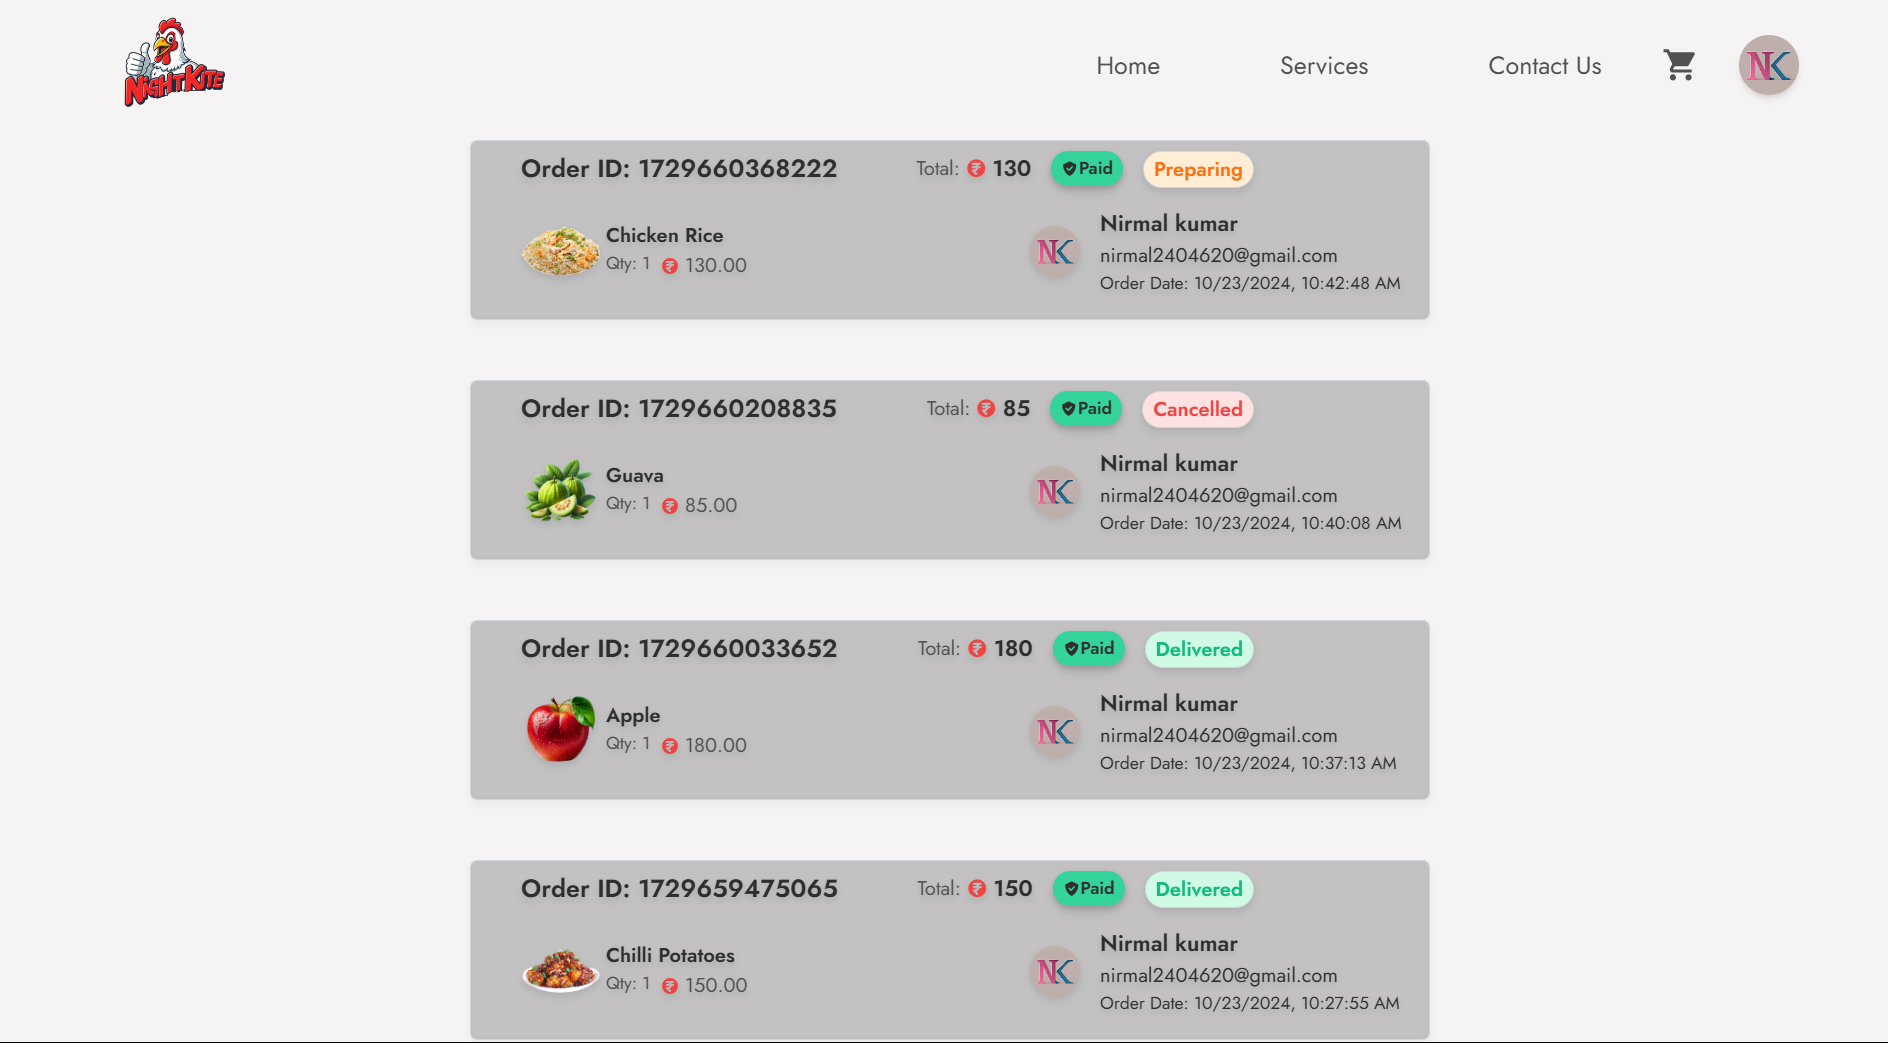 NIGHTKITE
Home Services Contact Us NK
Order ID: 1729660368222 Total: ₹ 130 Paid Preparing
Chicken Rice
Qty: 1 ₹ 130.00
NK
Nirmal kumar
nirmal2404620@gmail.com
Order Date: 10/23/2024, 10:42:48 AM
Order ID: 1729660208835 Total: ₹ 85 Paid Cancelled
Guava
Qty: 1 ₹ 85.00
NK
Nirmal kumar
nirmal2404620@gmail.com
Order Date: 10/23/2024, 10:40:08 AM
Order ID: 1729660033652 Total: ₹ 180 Paid Delivered
Apple
Qty: 1 ₹ 180.00
NK
Nirmal kumar
nirmal2404620@gmail.com
Order Date: 10/23/2024, 10:37:13 AM
Order ID: 1729659475065 Total: ₹ 150 Paid Delivered
Chilli Potatoes
Qty: 1 ₹ 150.00
NK
Nirmal kumar
nirmal2404620@gmail.com
Order Date: 10/23/2024, 10:27:55 AM